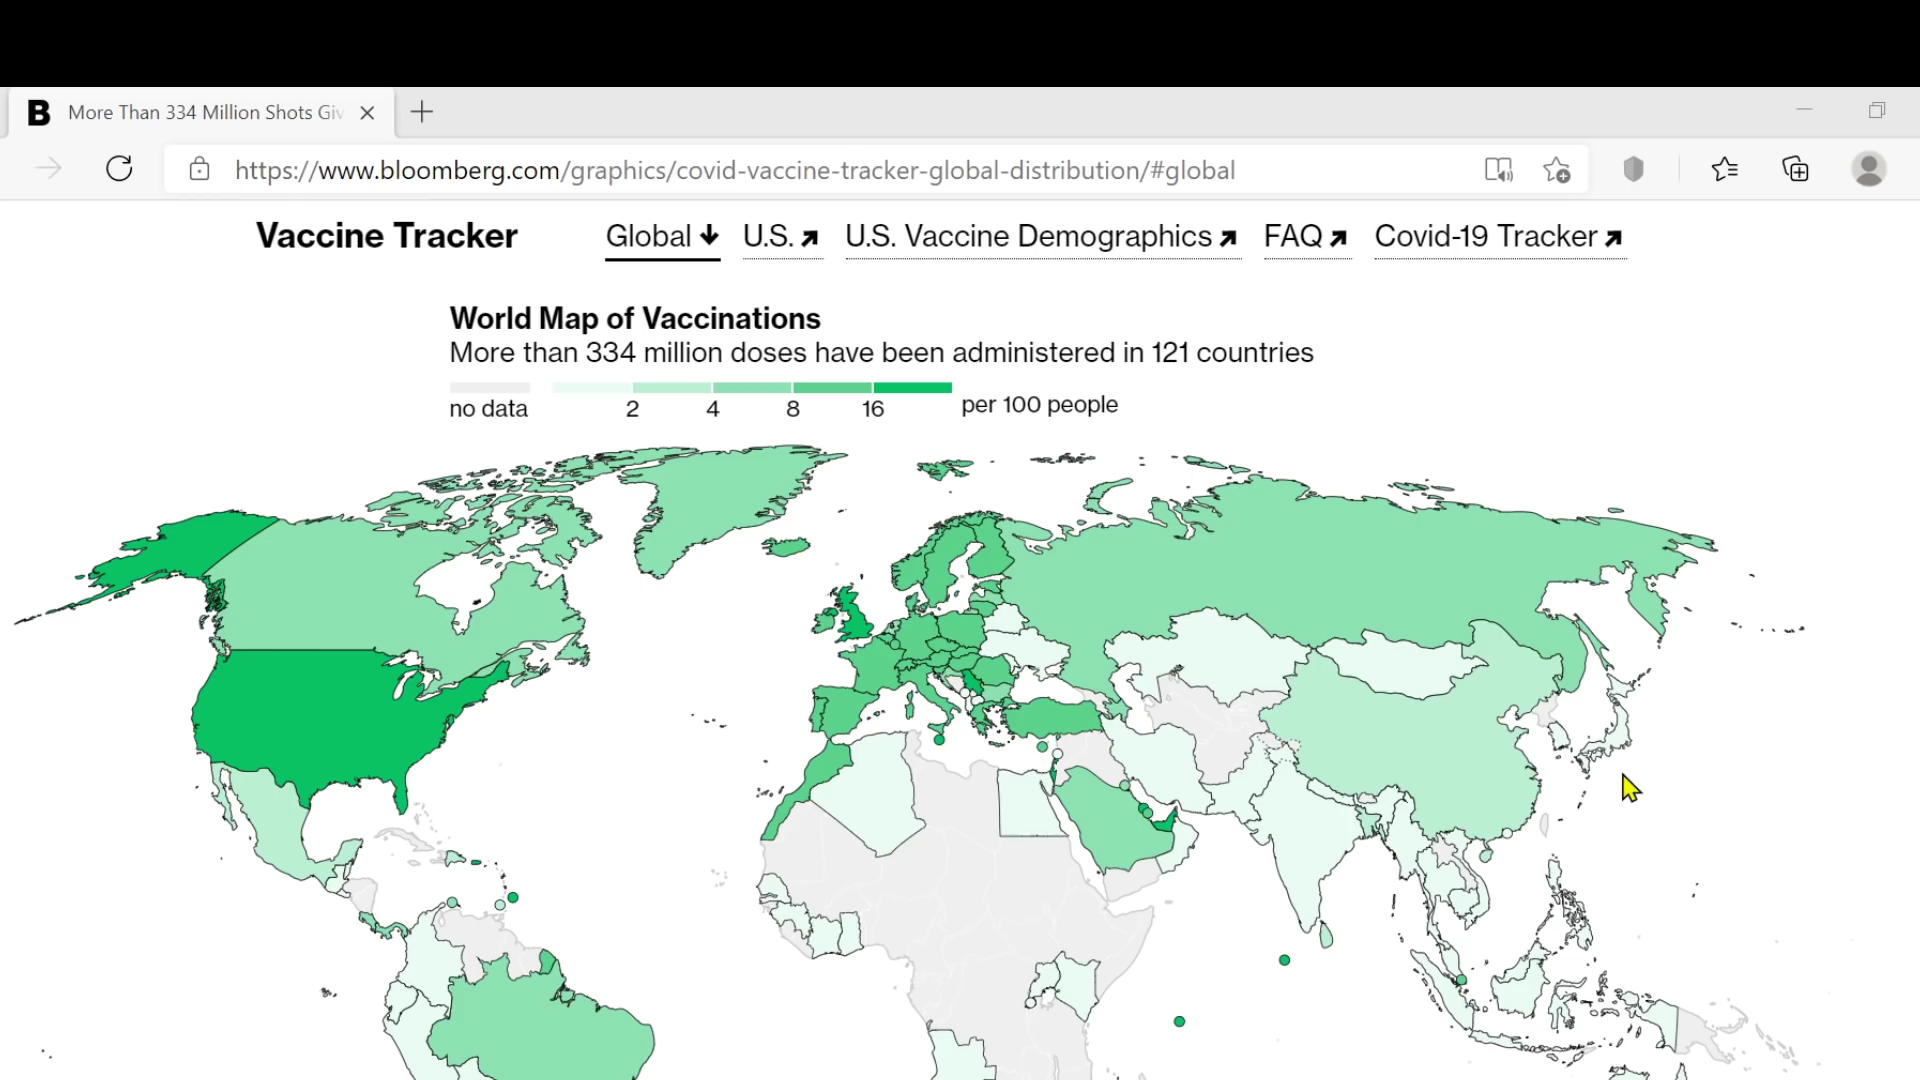 B More Than 334 Million Shots Giv
https://www.bloomberg.com/graphics/covid-vaccine-tracker-global-distribution/#global
Vaccine Tracker Global U.S. U.S. Vaccine Demographics FAQ Covid-19 Tracker
World Map of Vaccinations
More than 334 million doses have been administered in 121 countries
no data 2 4 8 16 per 100 people